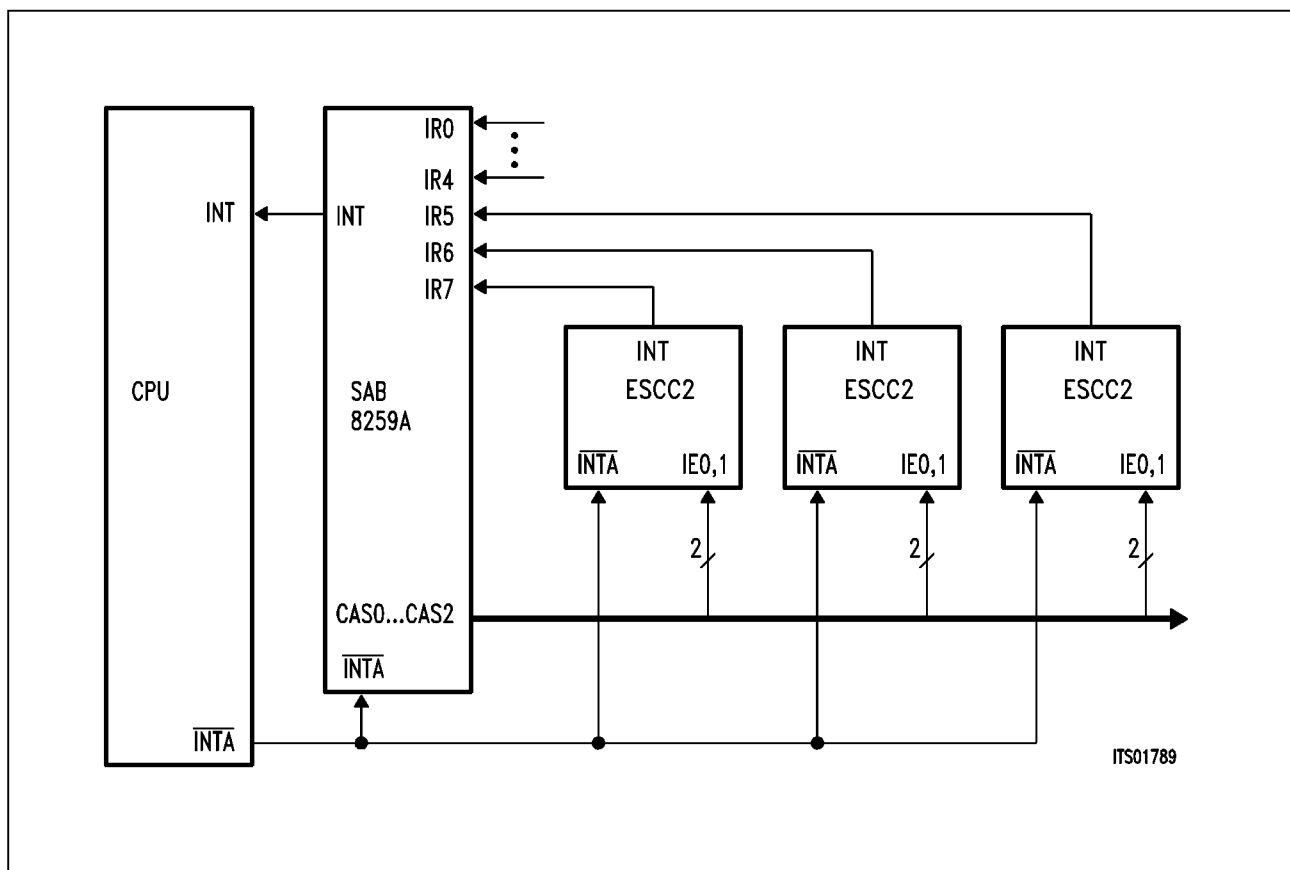 IR0
IR4
INT
INT
IR5
IR6
IR7
INT
ESCC2
INTA
IE0,1
INT
ESCC2
INTA
IE0,1
INT
ESCC2
INTA
IE0,1
CPU
SAB
8259A
2
2
2
CAS0...CAS2
INTA
INTA
ITS01789